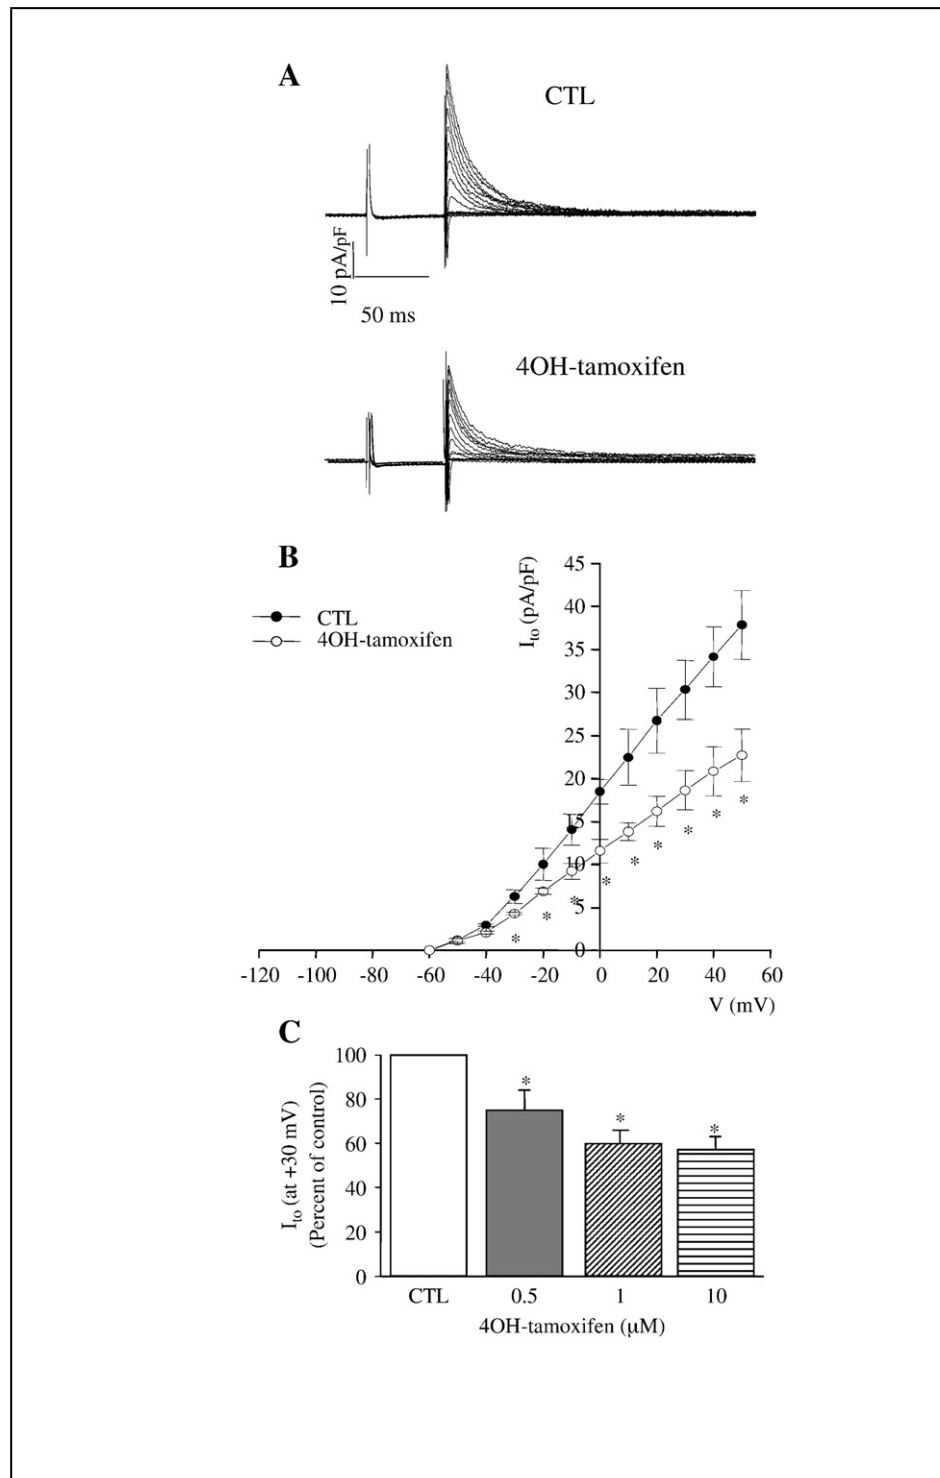 A
CTL
10 pA/pF
50 ms
4OH-tamoxifen
B
CTL
4OH-tamoxifen
I_to (pA/pF)
45
40
35
30
25
20
15
10
5
0
* * * * * * * * *
-120 -100 -80 -60 -40 -20 0 20 40 60
V (mV)
C
I_to (at +30 mV)
(Percent of control)
100
80
60
40
20
0
* * *
CTL 0.5 1 10
4OH-tamoxifen (μM)